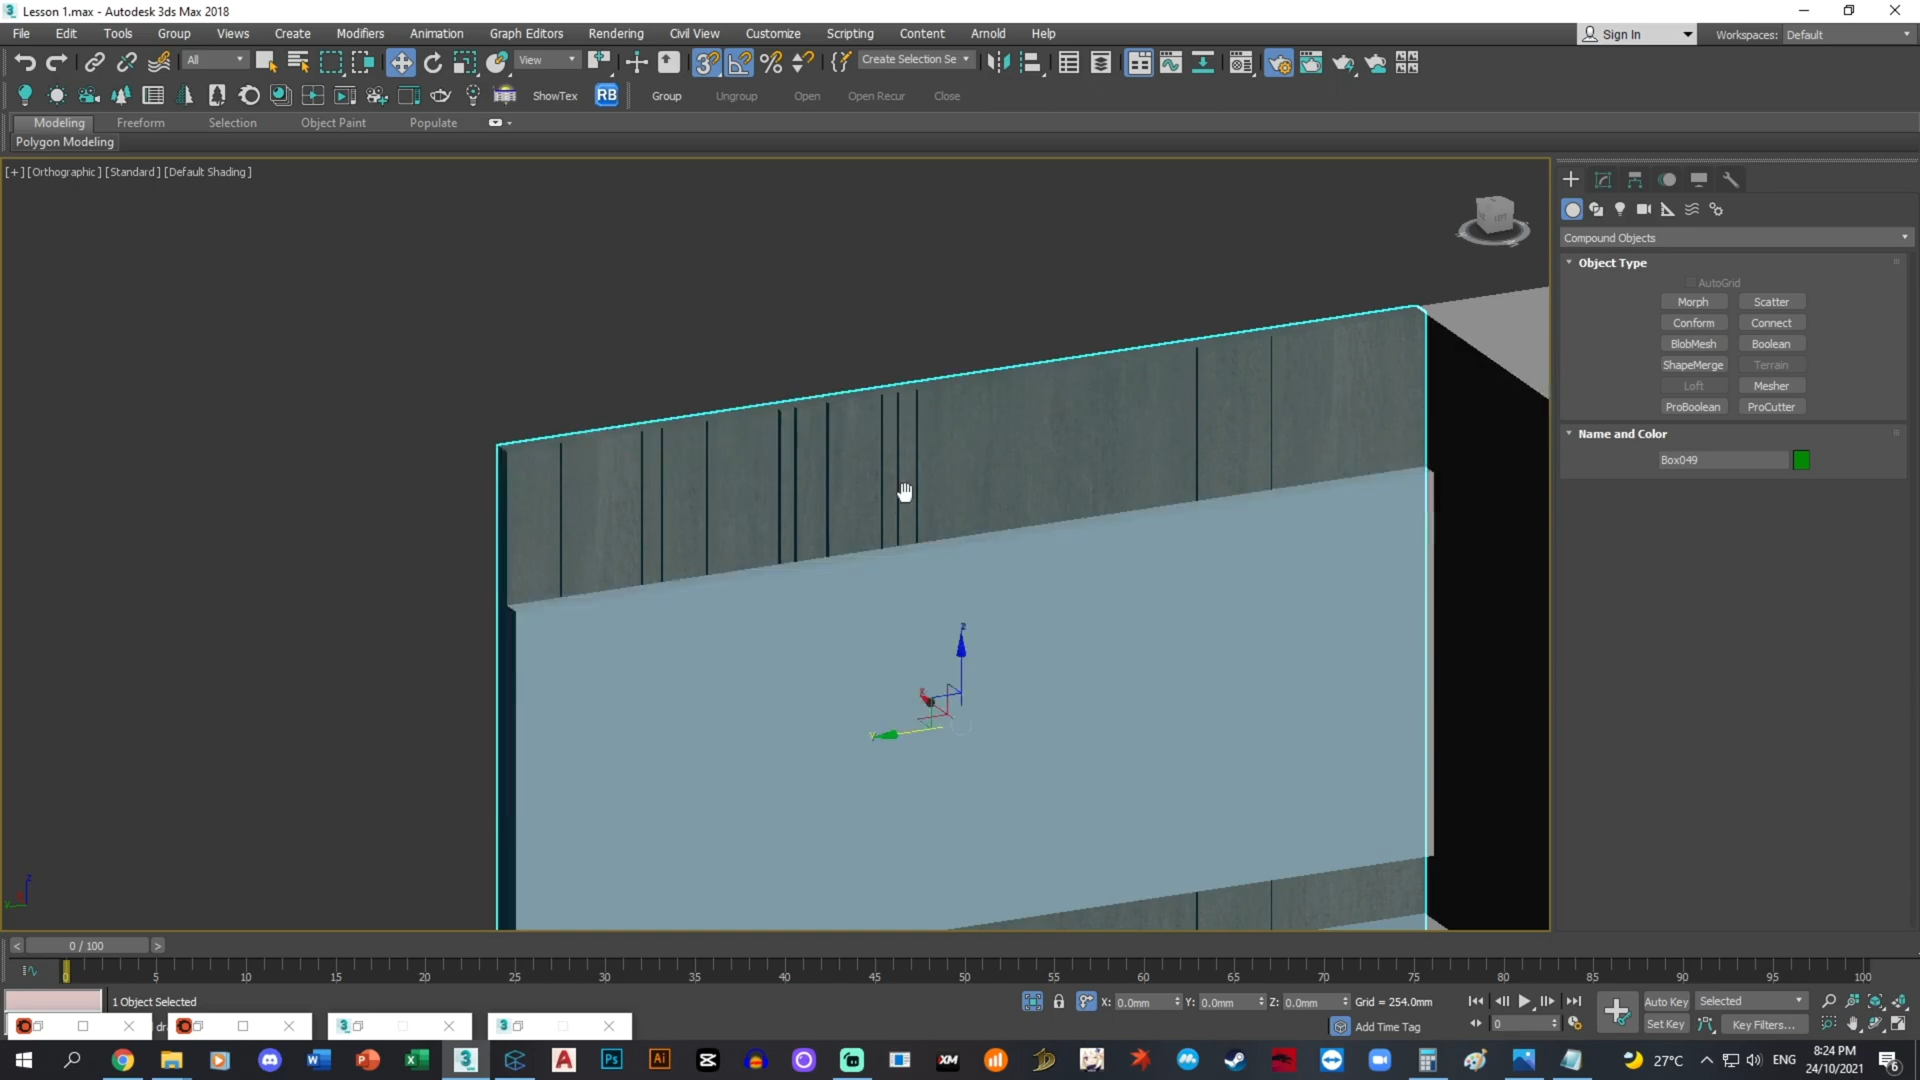 Lesson 1.max - Autodesk 3ds Max 2018
File Edit Tools Group Views Create Modifiers Animation Graph Editors Rendering Civil View Customize Scripting Content Arnold Help
Sign In Workspaces: Default
All View Create Selection Se
ShowTex RB Group Ungroup Open Open Recur Close
Modeling Freeform Selection Object Paint Populate
Polygon Modeling
[+] [Orthographic] [Standard] [Default Shading]
Compound Objects
Object Type
AutoGrid
Morph Scatter
Conform Connect
BlobMesh Boolean
ShapeMerge Terrain
Loft Mesher
ProBoolean ProCutter
Name and Color
Box049
z
y
z
y
< 0 / 100 >
0 5 10 15 20 25 30 35 40 45 50 55 60 65 70 75 80 85 90 95 100
1 Object Selected X: 0.0mm Y: 0.0mm Z: 0.0mm Grid = 254.0mm Auto Key Selected
Add Time Tag 0 Set Key Key Filters...
27°C ENG 8:24 PM
24/10/2021
6